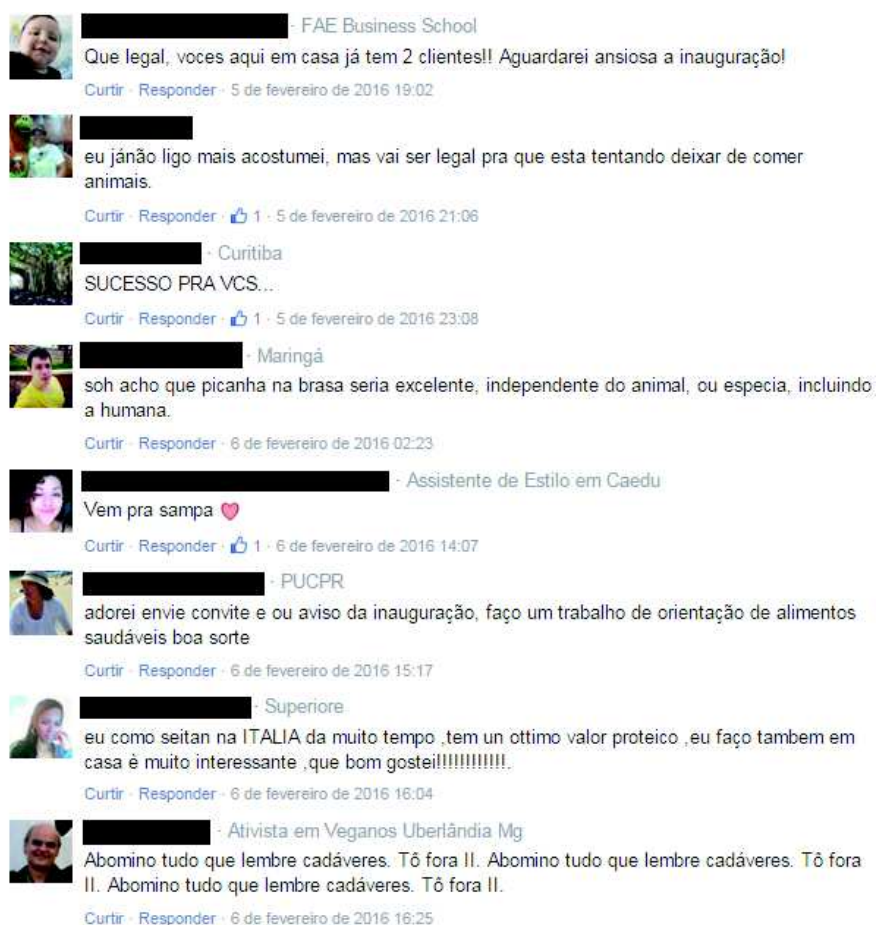 · FAE Business School
Que legal, voces aqui em casa já tem 2 clientes!! Aguardarei ansiosa a inauguração!
Curtir · Responder · 5 de fevereiro de 2016 19:02
eu jánão ligo mais acostumei, mas vai ser legal pra que esta tentando deixar de comer
animais.
Curtir · Responder · 1 · 5 de fevereiro de 2016 21:06
· Curitiba
SUCESSO PRA VCS...
Curtir · Responder · 1 · 5 de fevereiro de 2016 23:08
· Maringá
soh acho que picanha na brasa seria excelente, independente do animal, ou especia, incluindo
a humana.
Curtir · Responder · 6 de fevereiro de 2016 02:23
· Assistente de Estilo em Caedu
Vem pra sampa
Curtir · Responder · 1 · 6 de fevereiro de 2016 14:07
· PUCPR
adorei envie convite e ou aviso da inauguração, faço um trabalho de orientação de alimentos
saudáveis boa sorte
Curtir · Responder · 6 de fevereiro de 2016 15:17
· Superiore
eu como seitan na ITALIA da muito tempo ,tem un ottimo valor proteico ,eu faço tambem em
casa è muito interessante ,que bom gostei!!!!!!!!!!!!.
Curtir · Responder · 6 de fevereiro de 2016 16:04
· Ativista em Veganos Uberlândia Mg
Abomino tudo que lembre cadáveres. Tô fora II. Abomino tudo que lembre cadáveres. Tô fora
II. Abomino tudo que lembre cadáveres. Tô fora II.
Curtir · Responder · 6 de fevereiro de 2016 16:25